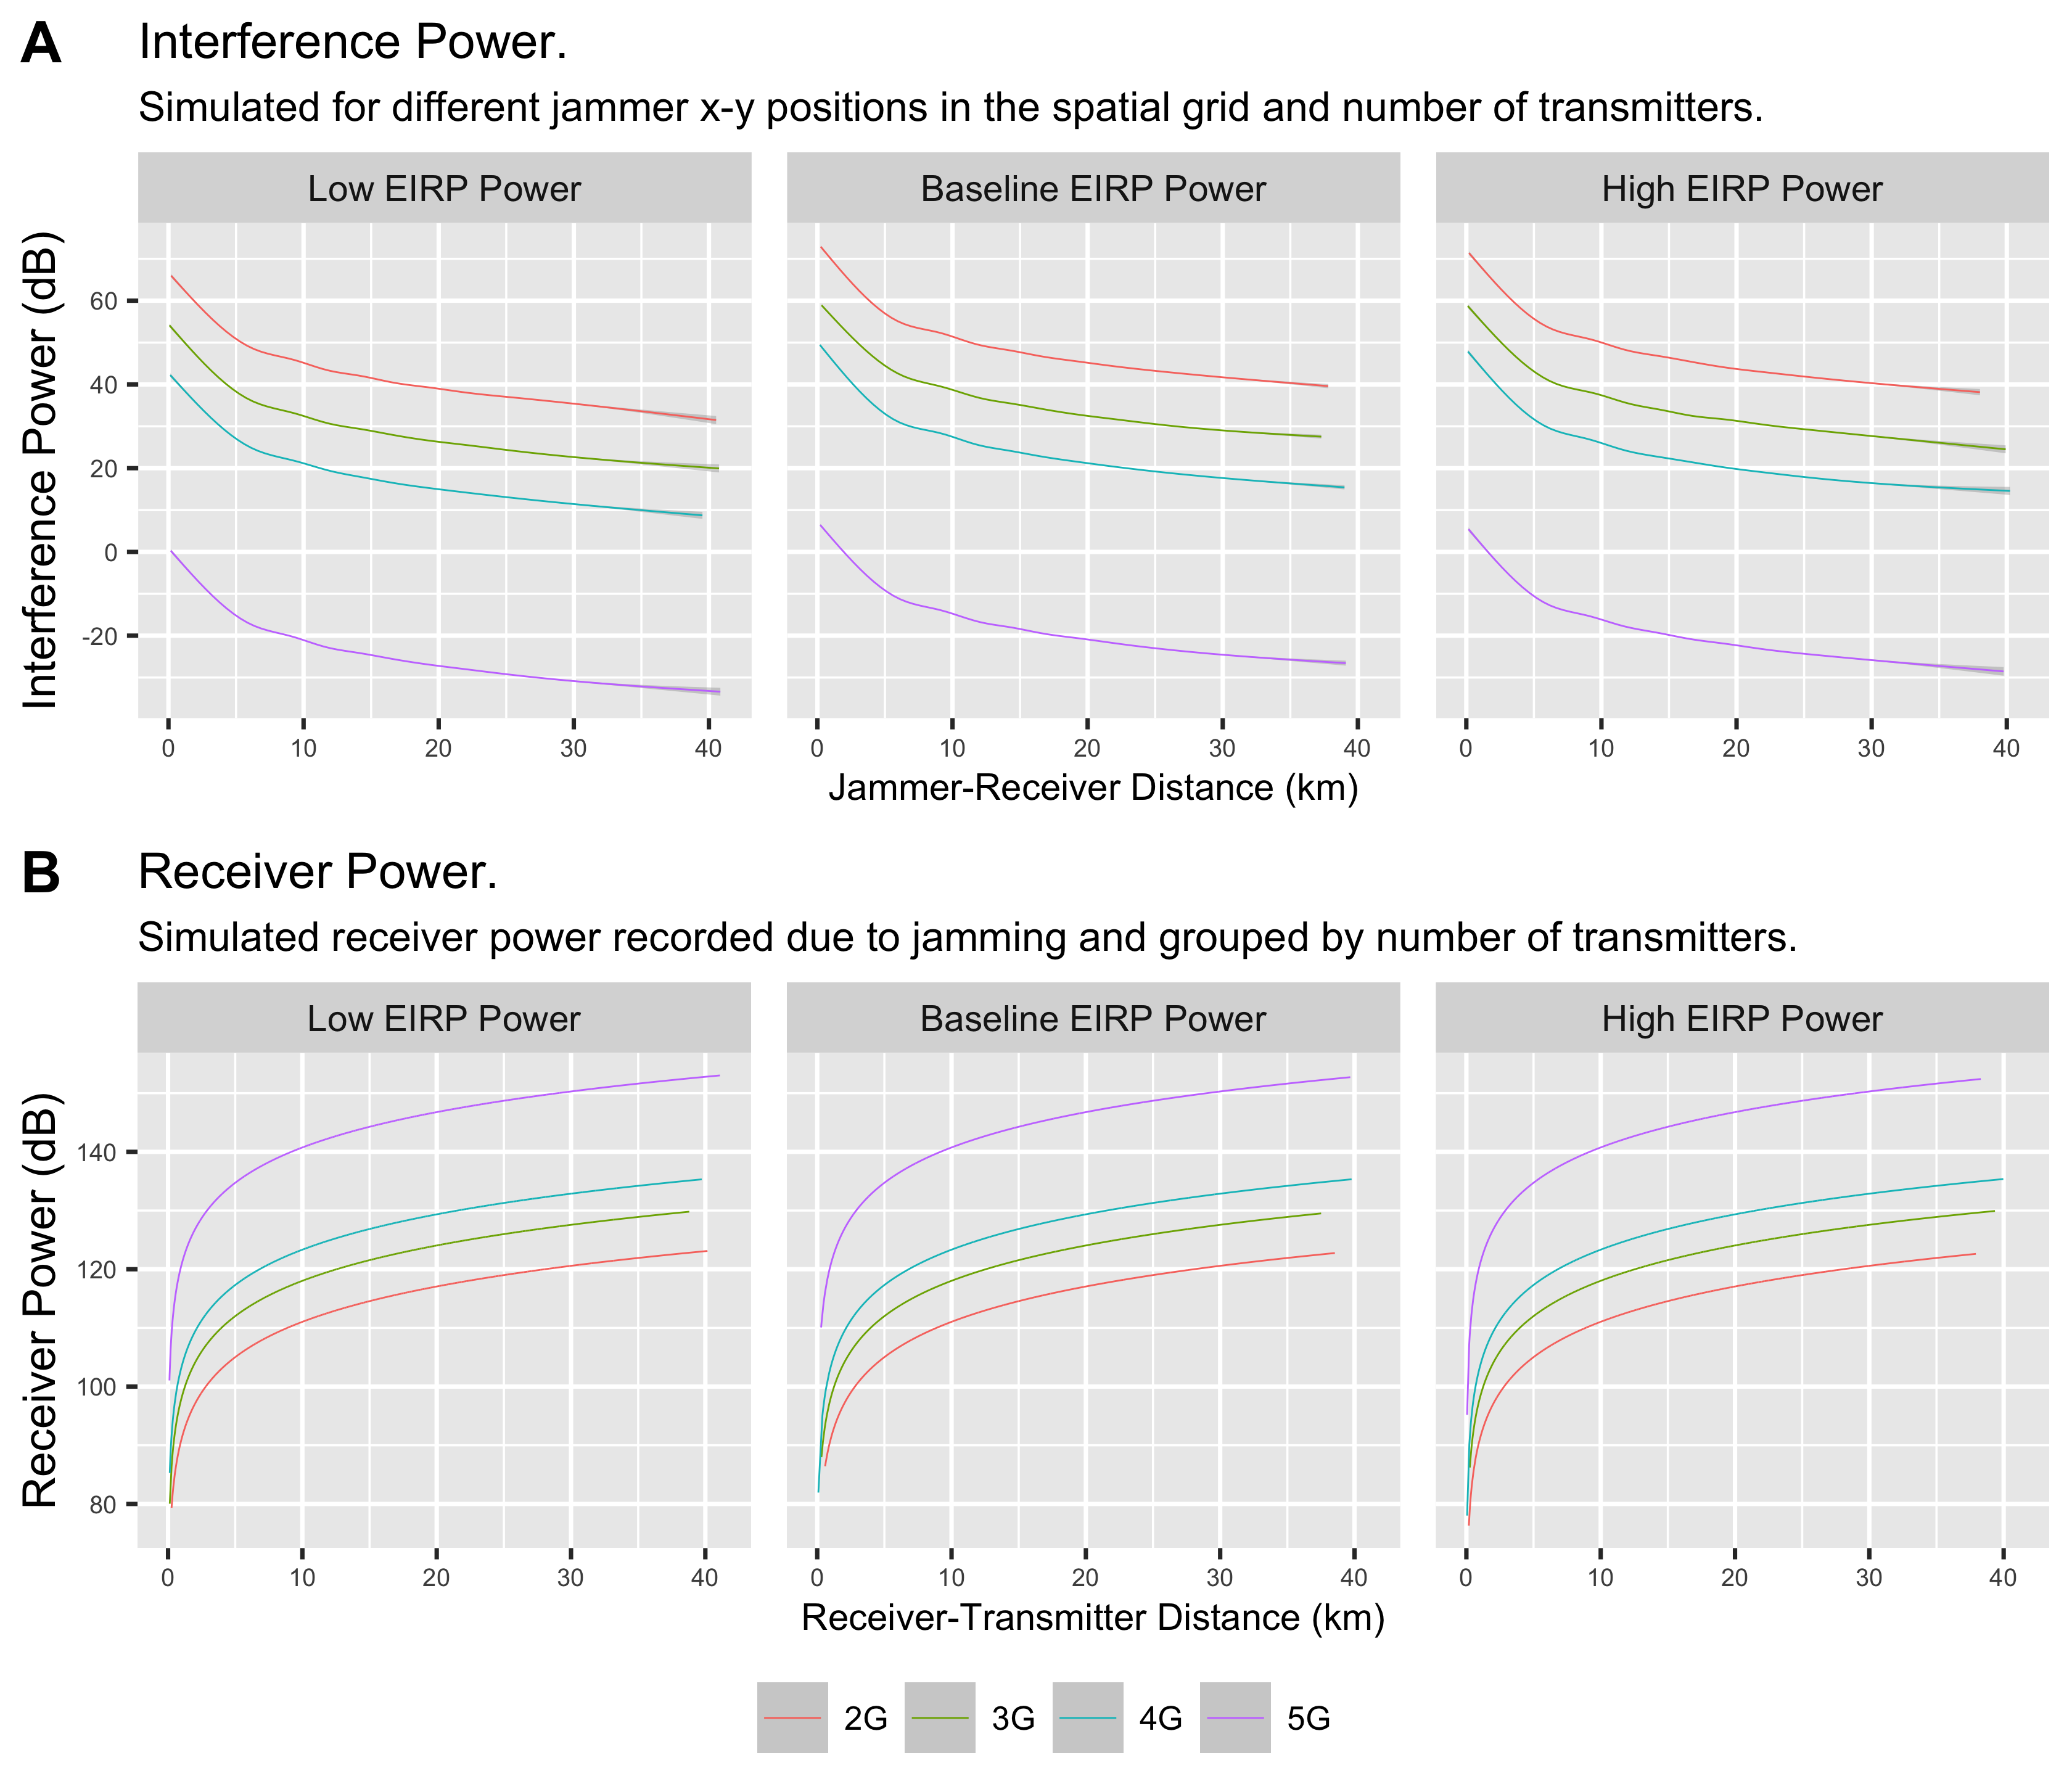 A Interference Power.
Simulated for different jammer x-y positions in the spatial grid and number of transmitters.
Low EIRP Power Baseline EIRP Power High EIRP Power
Interference Power (dB)
60
40
20
0
-20
0 10 20 30 40 0 10 20 30 40 0 10 20 30 40
Jammer-Receiver Distance (km)
B Receiver Power.
Simulated receiver power recorded due to jamming and grouped by number of transmitters.
Low EIRP Power Baseline EIRP Power High EIRP Power
Receiver Power (dB)
140
120
100
80
0 10 20 30 40 0 10 20 30 40 0 10 20 30 40
Receiver-Transmitter Distance (km)
2G 3G 4G 5G